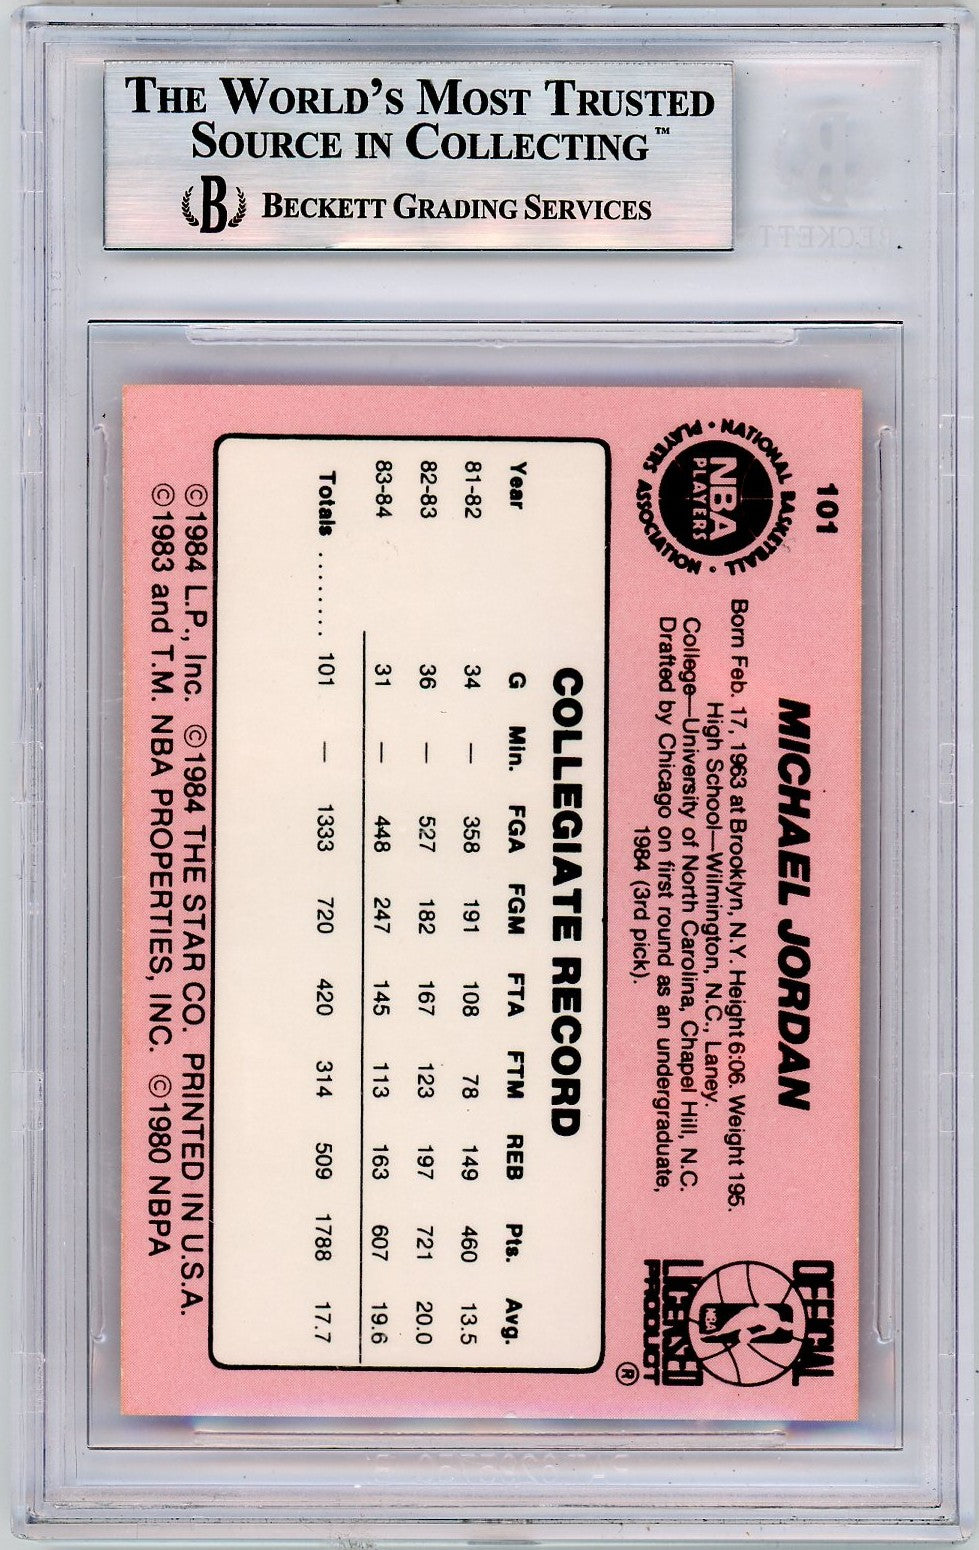 THE WORLD'S MOST TRUSTED
SOURCE IN COLLECTING™
B BECKETT GRADING SERVICES
BECKETT
101
NATIONAL BASKETBALL PLAYERS ASSOCIATION
NBA
PLAYERS
MICHAEL JORDAN
Born Feb. 17, 1963 at Brooklyn, N.Y. Height 6:06. Weight 195.
High School—Wilmington, N.C., Laney.
College—University of North Carolina, Chapel Hill, N.C.
Drafted by Chicago on first round as an undergraduate,
1984 (3rd pick).
OFFICIAL
NBA
LICENSED
PRODUCT
®
COLLEGIATE RECORD
Year G Min. FGA FGM FTA FTM REB Pts. Avg.
81-82 34 — 358 191 108 78 149 460 13.5
82-83 36 — 527 182 167 123 197 721 20.0
83-84 31 — 448 247 145 113 163 607 19.6
Totals ........ 101 — 1333 720 420 314 509 1788 17.7
©1984 L.P., Inc. ©1984 THE STAR CO. PRINTED IN U.S.A.
©1983 and T.M. NBA PROPERTIES, INC. ©1980 NBPA